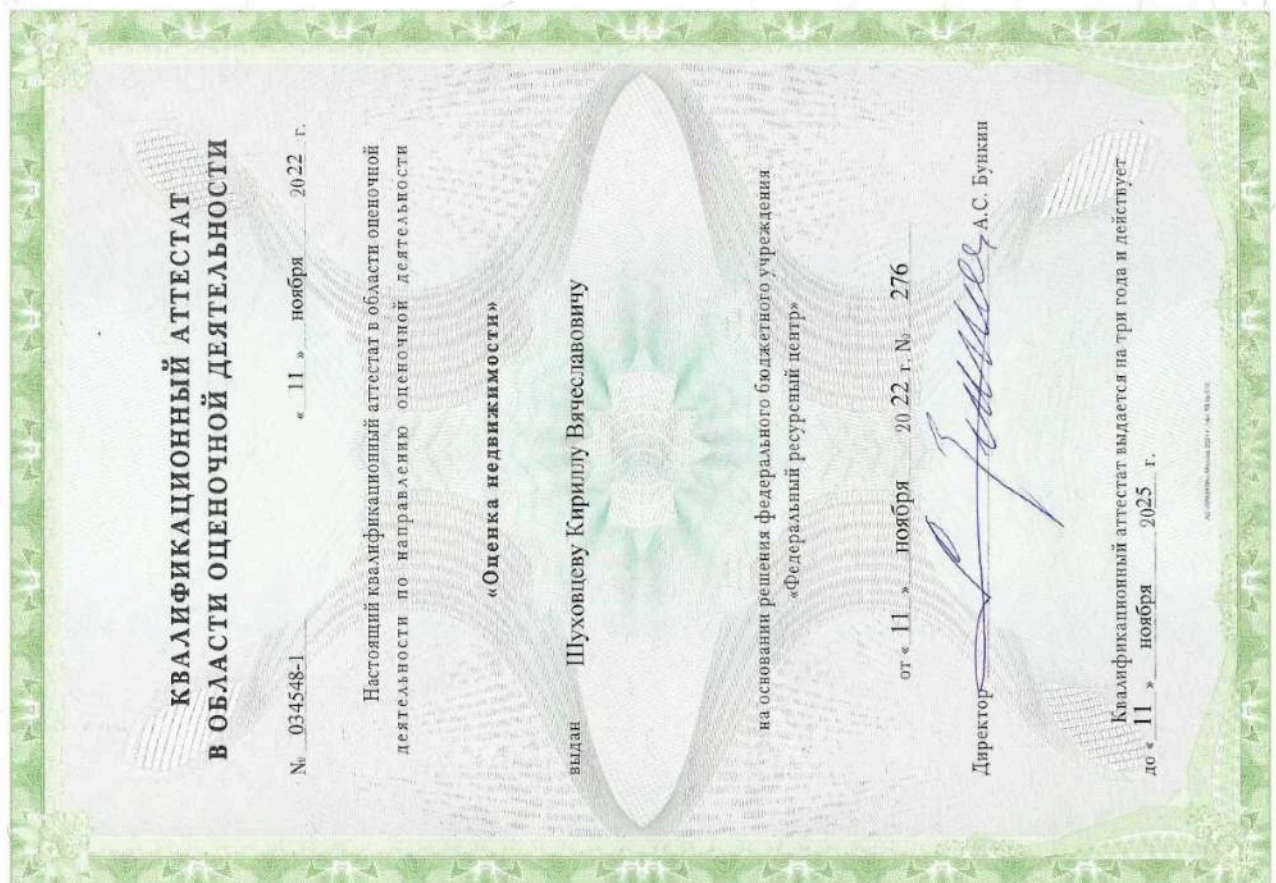 КВАЛИФИКАЦИОННЫЙ АТТЕСТАТ
В ОБЛАСТИ ОЦЕНОЧНОЙ ДЕЯТЕЛЬНОСТИ
№ 034548-1 « 11 » ноября 2022 г.
Настоящий квалификационный аттестат в области оценочной
деятельности по направлению оценочной деятельности
«Оценка недвижимости»
выдан Шуховцеву Кириллу Вячеславовичу
на основании решения федерального бюджетного учреждения
«Федеральный ресурсный центр»
от « 11 » ноября 20 22 г. № 276
Директор А.С. Бункин
Квалификационный аттестат выдается на три года и действует
до « 11 » ноября 2025 г.